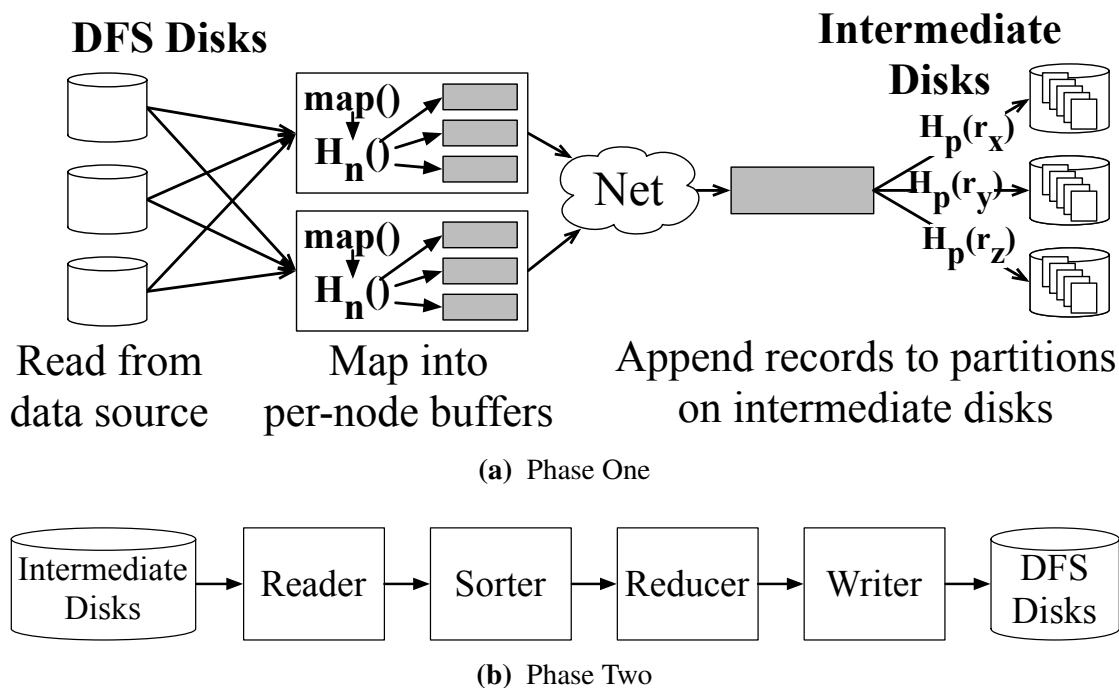 DFS Disks
Intermediate
Disks
map()
Hn()
map()
Hn()
Net
Hp(rx)
Hp(ry)
Hp(rz)
Read from
data source
Map into
per-node buffers
Append records to partitions
on intermediate disks
(a) Phase One
Intermediate
Disks
Reader
Sorter
Reducer
Writer
DFS
Disks
(b) Phase Two